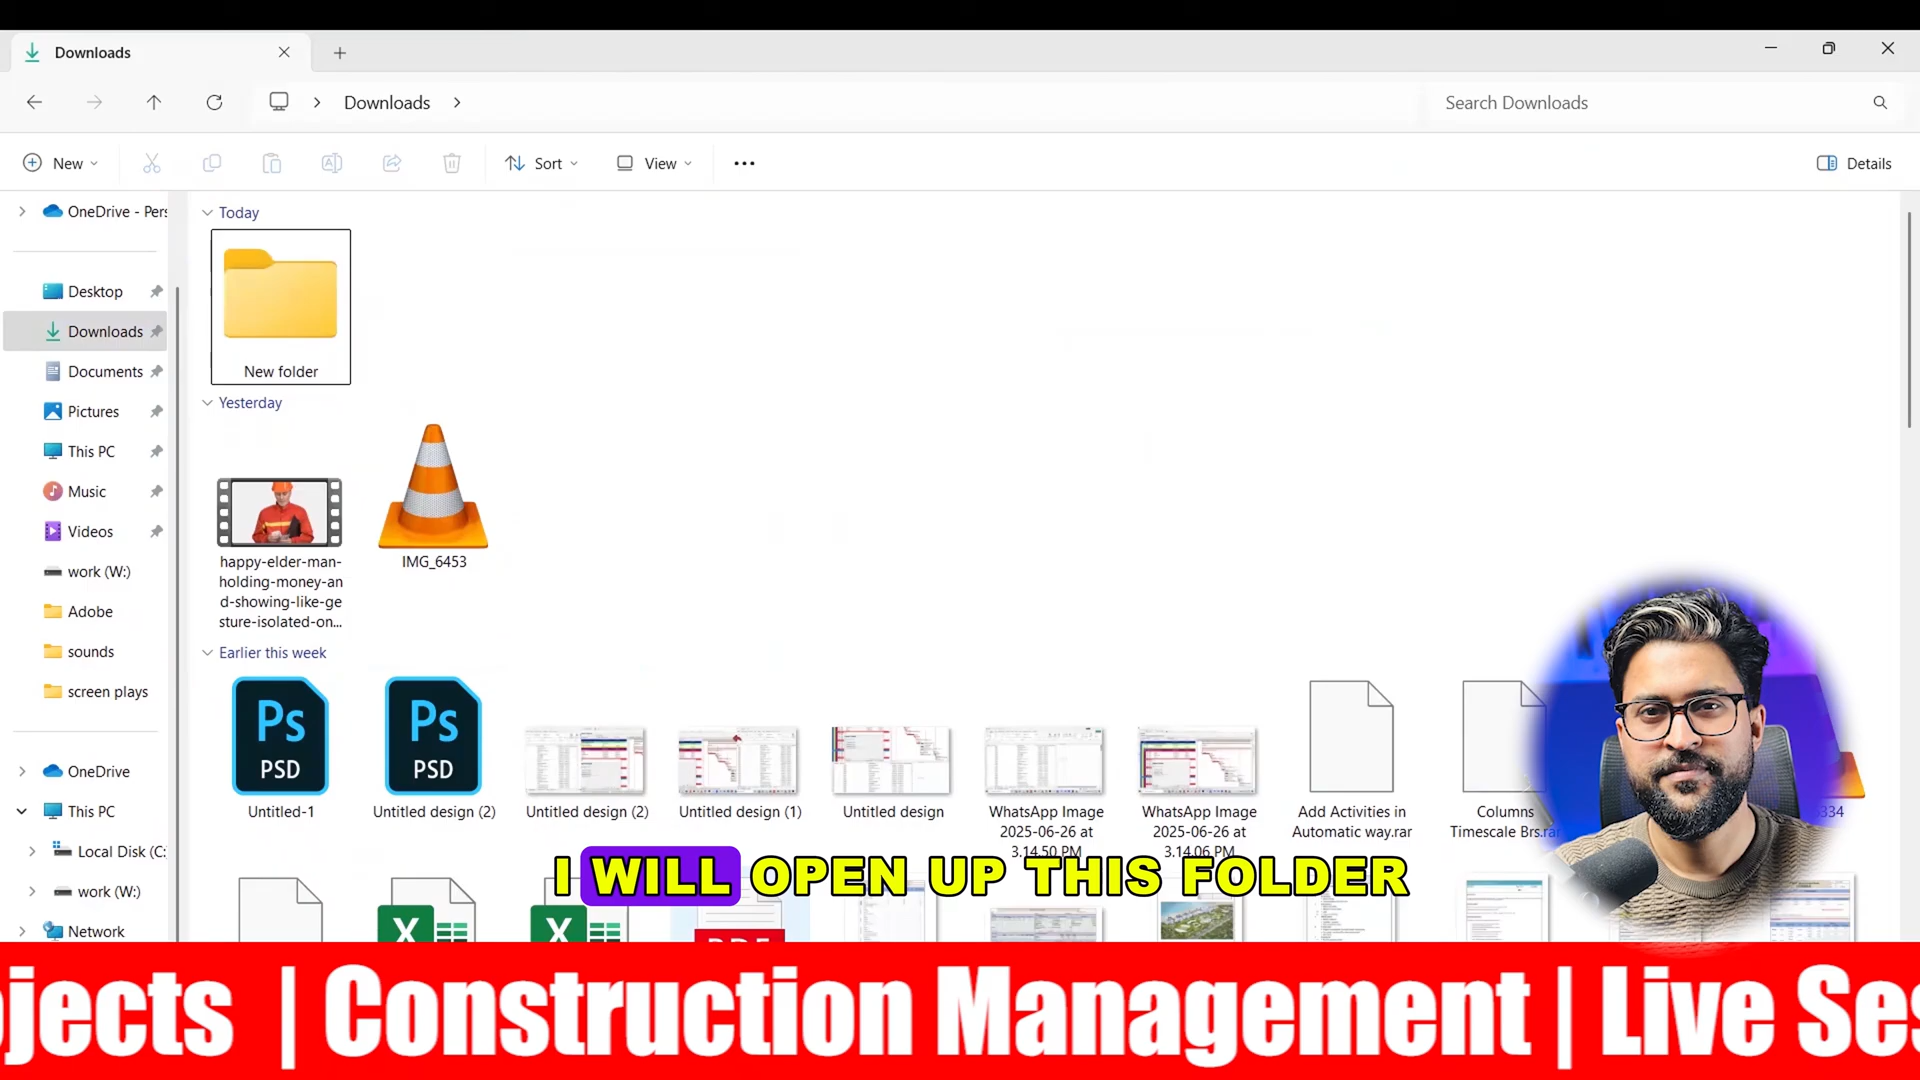 Downloads
Downloads
Search Downloads
New
Sort
View
Details
OneDrive - Pers
Desktop
Downloads
Documents
Pictures
This PC
Music
Videos
work (W:)
Adobe
sounds
screen plays
OneDrive
This PC
Local Disk (C:
work (W:)
Network
Today
New folder
Yesterday
happy-elder-man-
holding-money-an
d-showing-like-ge
sture-isolated-on...
IMG_6453
Earlier this week
Ps
PSD
Untitled-1
Ps
PSD
Untitled design (2)
Untitled design (2)
Untitled design (1)
Untitled design
WhatsApp Image
2025-06-26 at
3.14.50 PM
WhatsApp Image
2025-06-26 at
3.14.06 PM
Add Activities in
Automatic way.rar
Columns
Timescale Brs.rar
334
X
X
PDF
I WILL OPEN UP THIS FOLDER
ojects | Construction Management | Live Ses